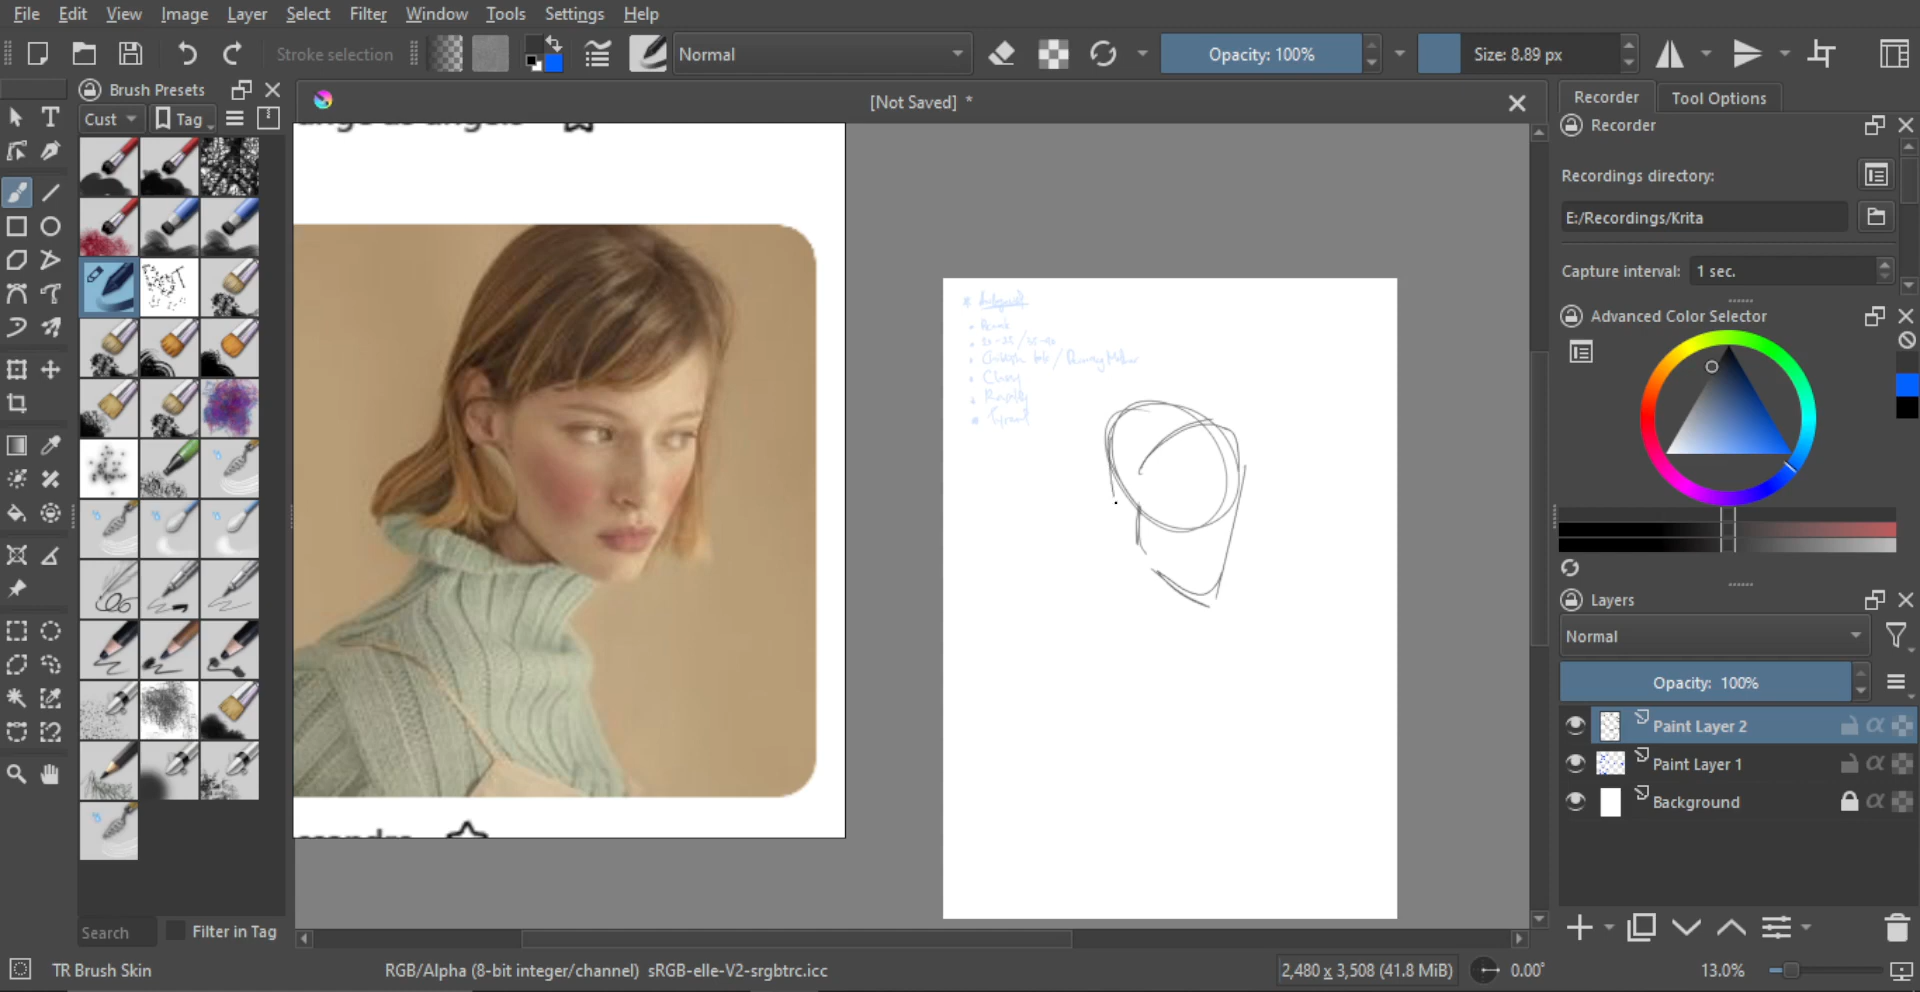 File Edit View Image Layer Select Filter Window Tools Settings Help
Stroke selection
Normal
Opacity: 100%
Size: 8.89 px
Brush Presets
Cust
Tag
[Not Saved] *
Recorder
Tool Options
Recorder
Recordings directory:
E:/Recordings/Krita
Capture interval: 1 sec.
Advanced Color Selector
Layers
Normal
Opacity: 100%
Paint Layer 2
Paint Layer 1
Background
Search
Filter in Tag
TR Brush Skin
RGB/Alpha (8-bit integer/channel) sRGB-elle-V2-srgbtrc.icc
2,480 x 3,508 (41.8 MiB)
0.00°
13.0%